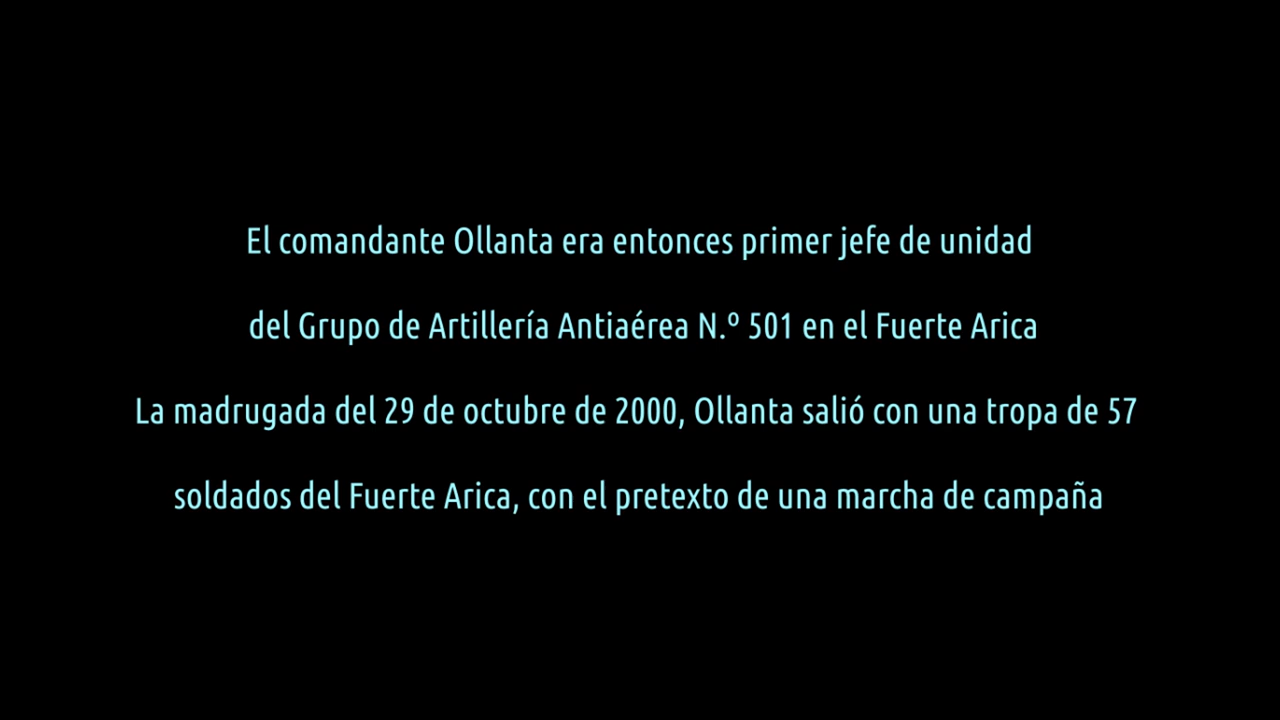 El comandante Ollanta era entonces primer jefe de unidad
del Grupo de Artillería Antiaérea N.º 501 en el Fuerte Arica
La madrugada del 29 de octubre de 2000, Ollanta salió con una tropa de 57
soldados del Fuerte Arica, con el pretexto de una marcha de campaña